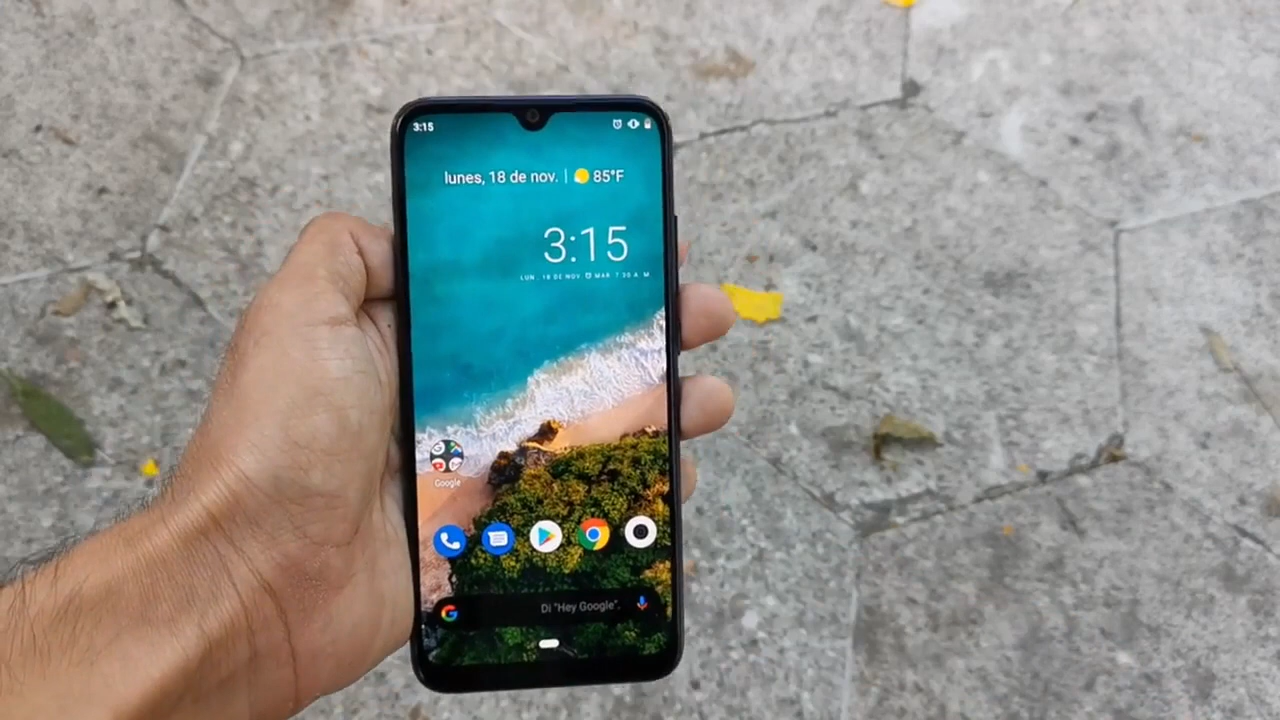 3:15
lunes, 18 de nov. | 85°F
3:15
LUN., 18 DE NOV. MAR. 7:30 A. M.
Google
Di "Hey Google".